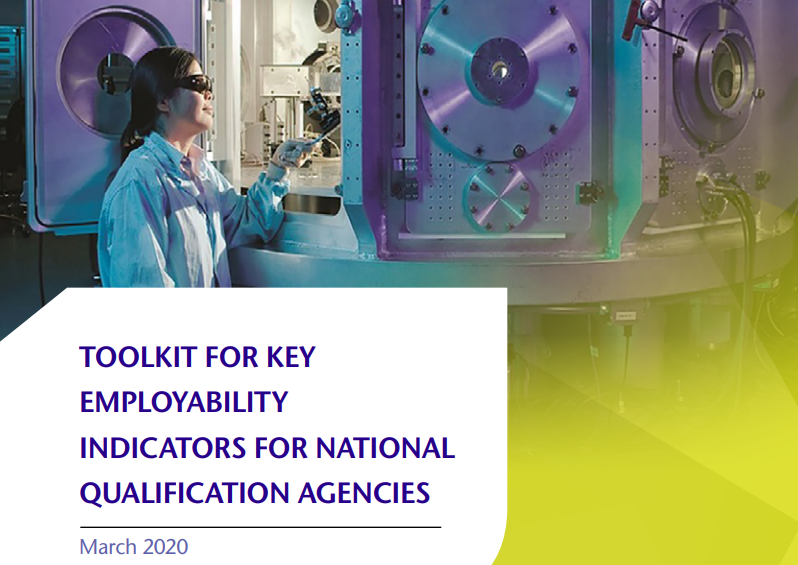 TOOLKIT FOR KEY
EMPLOYABILITY
INDICATORS FOR NATIONAL
QUALIFICATION AGENCIES
March 2020